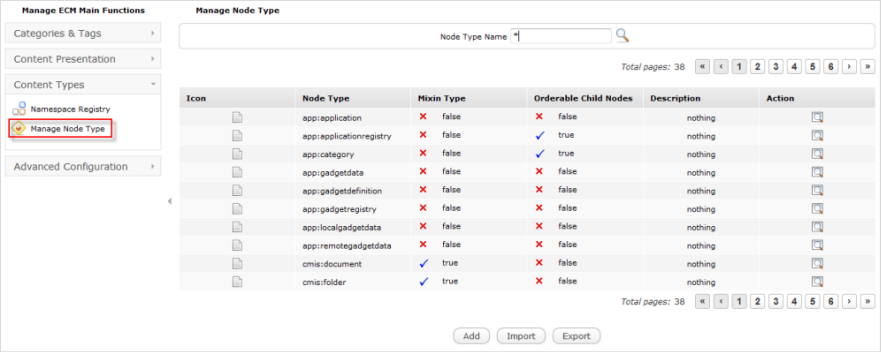 Manage ECM Main Functions
Categories & Tags
Content Presentation
Content Types
Namespace Registry
Manage Node Type
Advanced Configuration
Manage Node Type
Node Type Name *
Total pages: 38 « ‹ 1 2 3 4 5 6 › »
Icon Node Type Mixin Type Orderable Child Nodes Description Action
app:application false false nothing
app:applicationregistry false true nothing
app:category false true nothing
app:gadgetdata false false nothing
app:gadgetdefinition false false nothing
app:gadgetregistry false false nothing
app:localgadgetdata false false nothing
app:remotegadgetdata false false nothing
cmis:document true false nothing
cmis:folder true false nothing
Total pages: 38 « ‹ 1 2 3 4 5 6 › »
Add Import Export